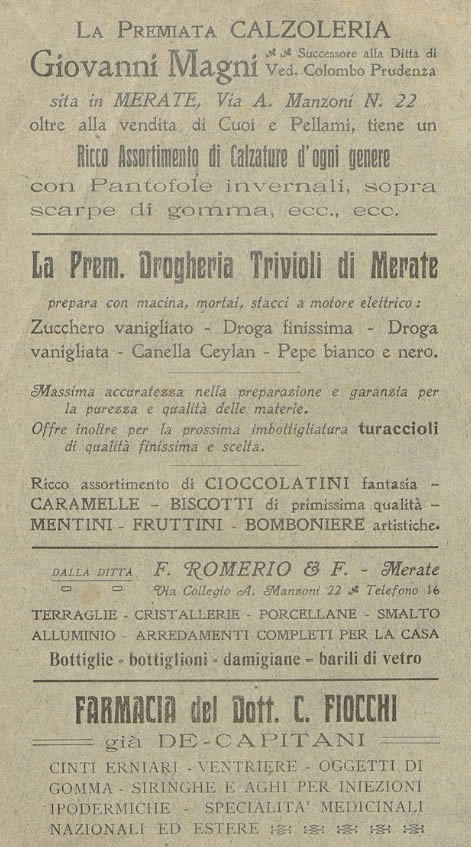 La Premiata CALZOLERIA
Giovanni Magni Successore alla Ditta di
Ved. Colombo Prudenza
sita in MERATE, Via A. Manzoni N. 22
oltre alla vendita di Cuoi e Pellami, tiene un
Ricco Assortimento di Calzature d'ogni genere
con Pantofole invernali, sopra
scarpe di gomma, ecc., ecc.
La Prem. Drogheria Trivioli di Merate
prepara con macina, mortai, stacci a motore elettrico:
Zucchero vanigliato - Droga finissima - Droga
vanigliata - Canella Ceylan - Pepe bianco e nero.
Massima accuratezza nella preparazione e garanzia per
la purezza e qualità delle materie.
Offre inoltre per la prossima imbottigliatura turaccioli
di qualità finissima e scelta.
Ricco assortimento di CIOCCOLATINI fantasia -
CARAMELLE - BISCOTTI di primissima qualità -
MENTINI - FRUTTINI - BOMBONIERE artistiche.
DALLA DITTA F. ROMERIO & F. - Merate
Via Collegio A. Manzoni 22 Telefono 16
TERRAGLIE - CRISTALLERIE - PORCELLANE - SMALTO
ALLUMINIO - ARREDAMENTI COMPLETI PER LA CASA
Bottiglie - bottiglioni - damigiane - barili di vetro
FARMACIA del Dott. C. FIOCCHI
già DE-CAPITANI
CINTI ERNIARI - VENTRIERE - OGGETTI DI
GOMMA - SIRINGHE E AGHI PER INIEZIONI
IPODERMICHE - SPECIALITA' MEDICINALI
NAZIONALI ED ESTERE